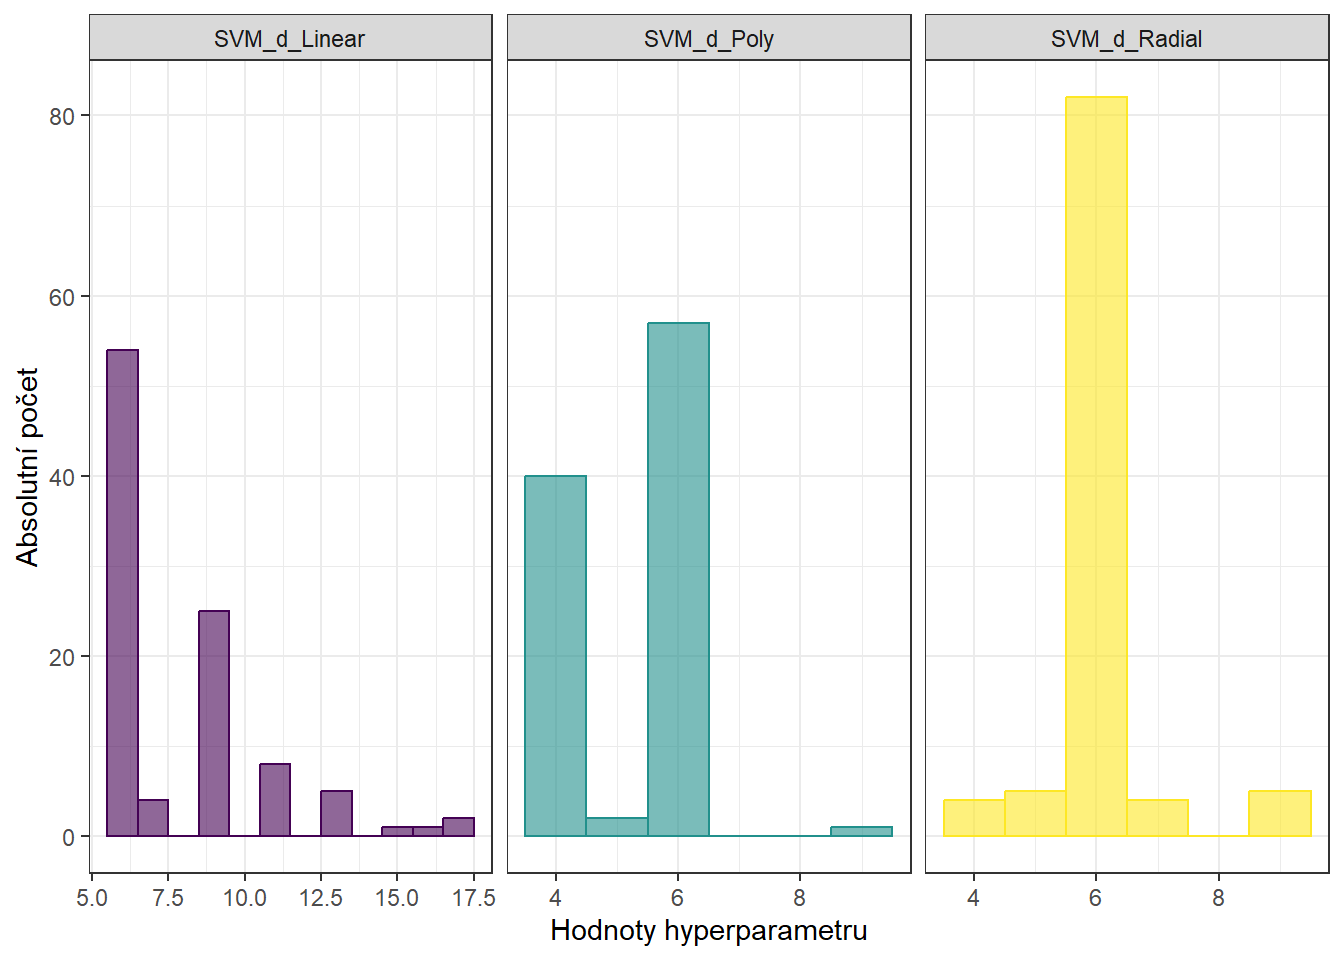 SVM_d_Linear SVM_d_Poly SVM_d_Radial
80
60
40
20
0
Absolutní počet
5.0 7.5 10.0 12.5 15.0 17.5 4 6 8 4 6 8
Hodnoty hyperparametru